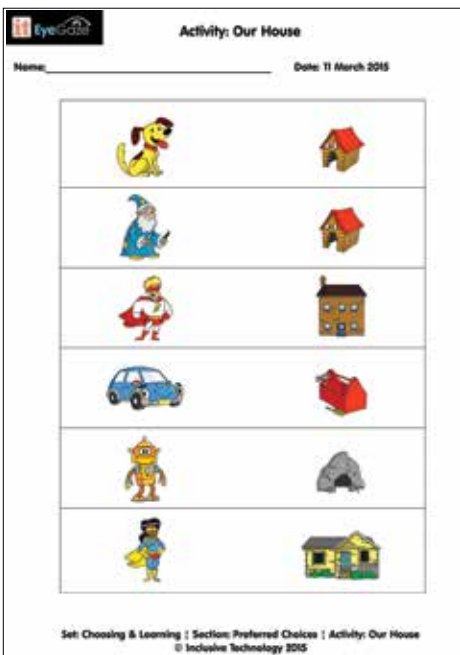 it EyeGaze
Activity: Our House
Name: Date: 11 March 2015
Set: Choosing & Learning ¦ Section: Preferred Choices ¦ Activity: Our House
© Inclusive Technology 2015